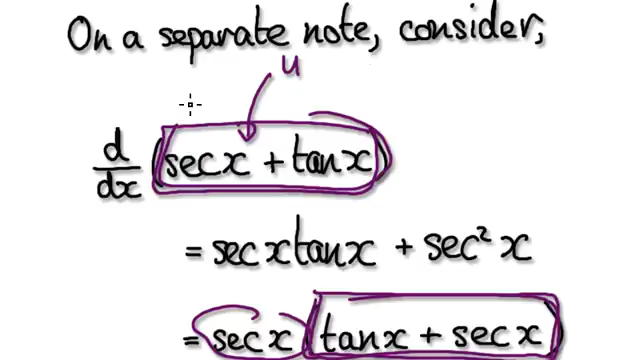 On a separate note, consider,
u
d/dx (sec x + tan x)
= sec x tan x + sec² x
= sec x (tan x + sec x)